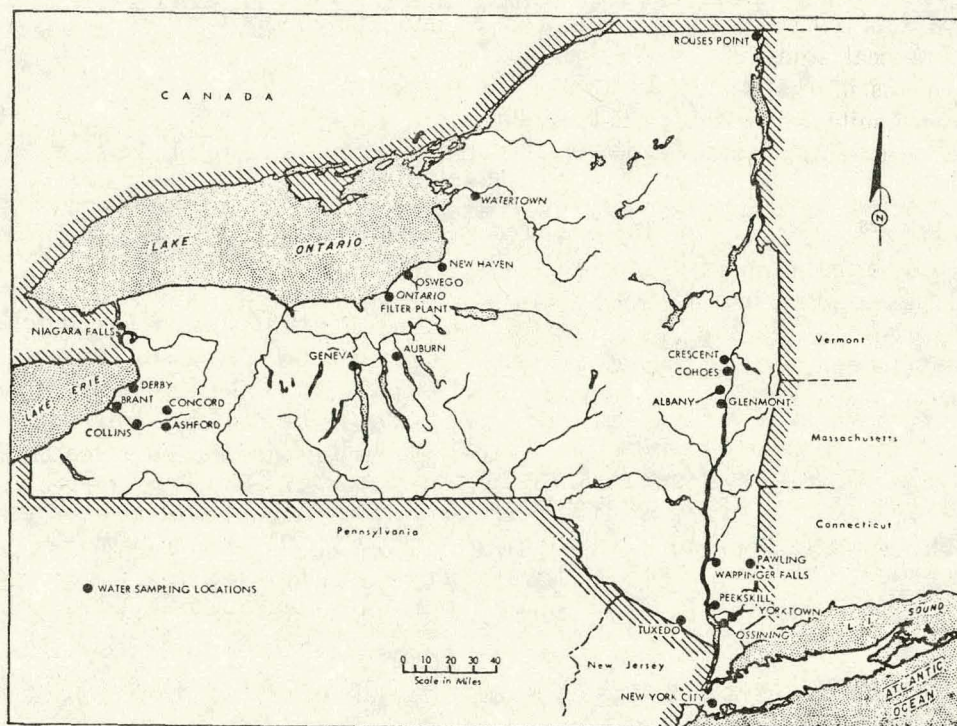 ROUSES POINT
C A N A D A
N
WATERTOWN
LAKE ONTARIO
NEW HAVEN
OSWEGO
ONTARIO
FILTER PLANT
NIAGARA FALLS
GENEVA
AUBURN
CRESCENT
COHOES
Vermont
LAKE ERIE
DERBY
BRANT
CONCORD
ALBANY
GLENMONT
COLLINS
ASHFORD
Massachusetts
Pennsylvania
Connecticut
PAWLING
WAPPINGER FALLS
WATER SAMPLING LOCATIONS
PEEKSKILL
YORKTOWN
L. I. SOUND
TUXEDO
OSSINING
0 10 20 30 40
Scale in Miles
New Jersey
NEW YORK CITY
ATLANTIC
OCEAN